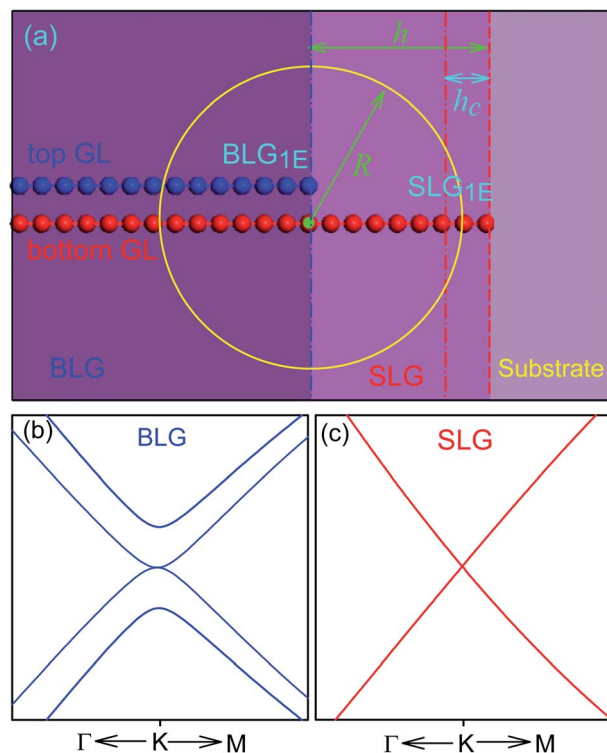 (a)
h
h_C
top GL
BLG_1E
R
SLG_1E
bottom GL
BLG
SLG
Substrate
(b)
BLG
(c)
SLG
Γ ← K → M
Γ ← K → M